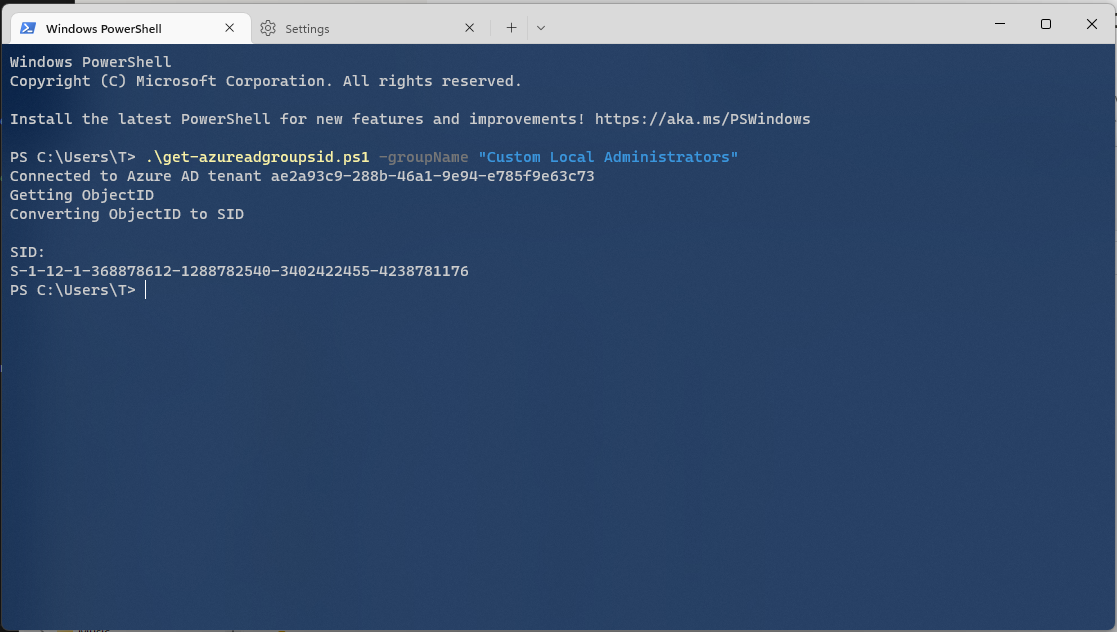 Windows PowerShell
Settings
Windows PowerShell
Copyright (C) Microsoft Corporation. All rights reserved.
Install the latest PowerShell for new features and improvements! https://aka.ms/PSWindows
PS C:\Users\T> .\get-azureadgroupsid.ps1 -groupName "Custom Local Administrators"
Connected to Azure AD tenant ae2a93c9-288b-46a1-9e94-e785f9e63c73
Getting ObjectID
Converting ObjectID to SID
SID:
S-1-12-1-368878612-1288782540-3402422455-4238781176
PS C:\Users\T>